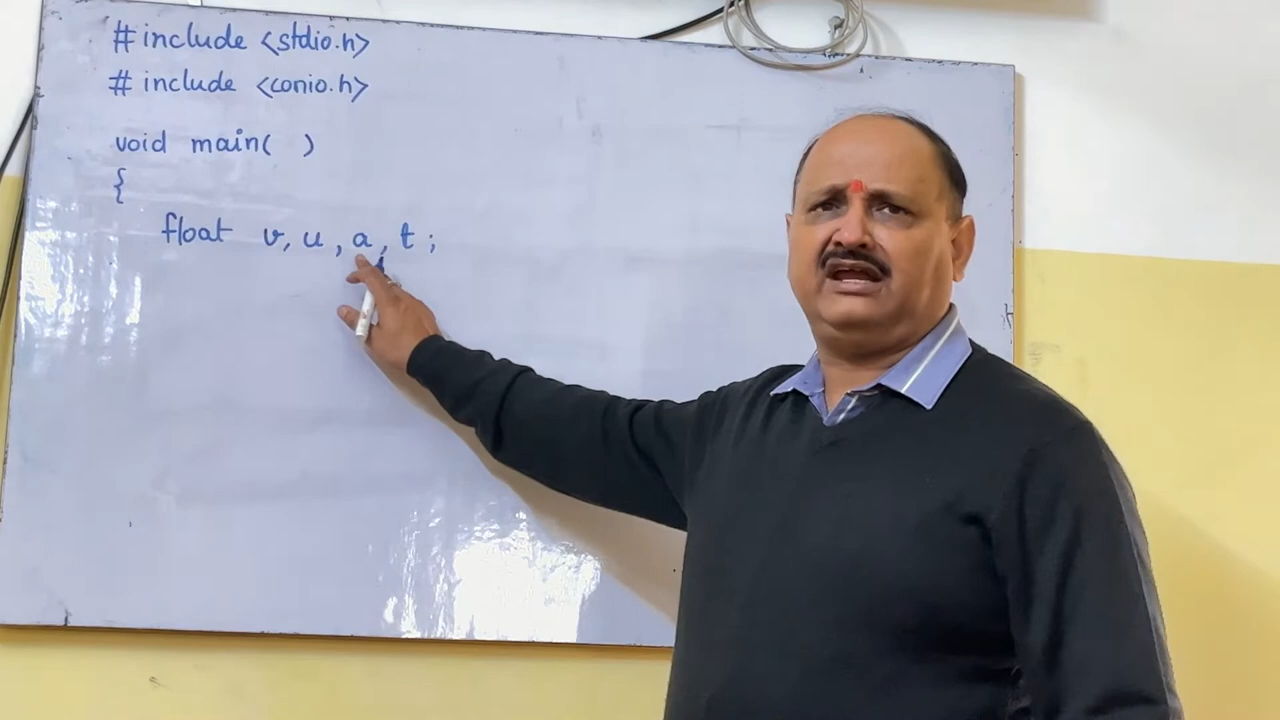 #include <stdio.h>
# include <conio.h>
void main( )
{
float v, u, a, t;